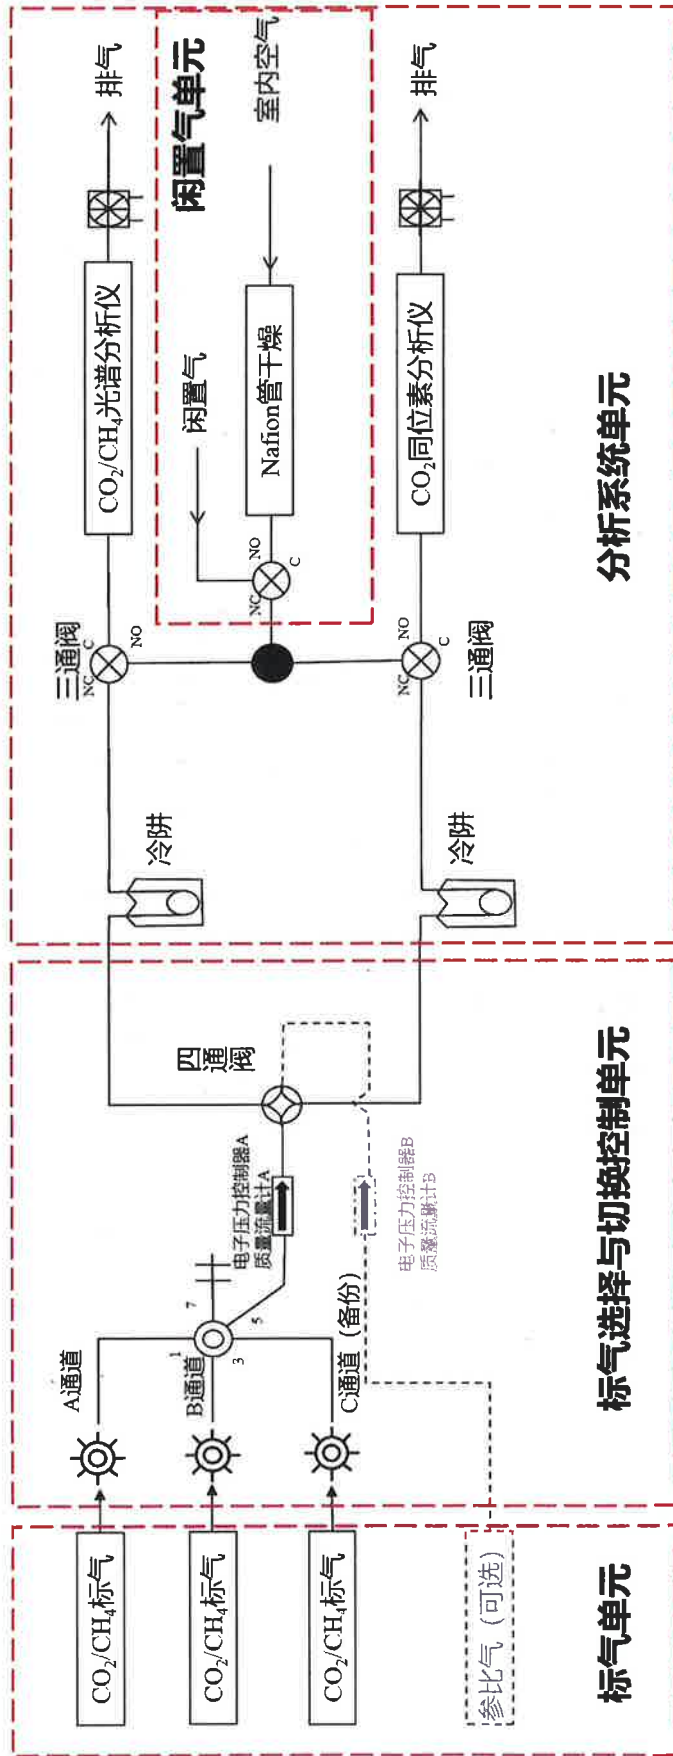 CO₂/CH₄标气
CO₂/CH₄标气
CO₂/CH₄标气
参比气（可选）
标气单元
A通道
B通道
C通道（备份）
1
3
5
7
电子压力控制器A
质量流量计A
电子压力控制器B
质量流量计B
四通阀
标气选择与切换控制单元
冷阱
冷阱
三通阀
NC
C
NO
CO₂/CH₄光谱分析仪
排气
闲置气单元
闲置气
室内空气
NC
NO
C
Nafion管干燥
三通阀
NC
NO
C
CO₂同位素分析仪
排气
分析系统单元